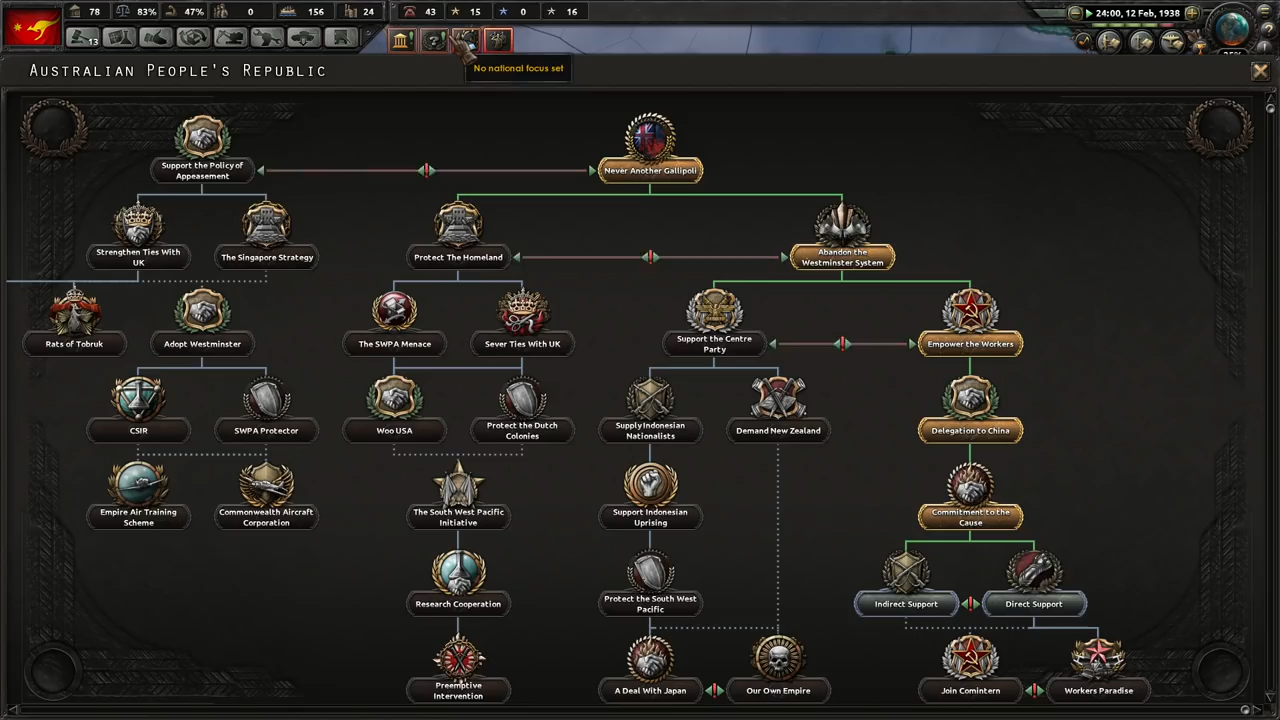 78 83% 47% 0 156 24 43 15 0 16 24:00, 12 Feb, 1938
13
No national focus set
AUSTRALIAN PEOPLE'S REPUBLIC
Support the Policy of
Appeasement
Never Another Gallipoli
Strengthen Ties With
UK
The Singapore Strategy
Protect The Homeland
Abandon the
Westminster System
Rats of Tobruk
Adopt Westminster
The SWPA Menace
Sever Ties With UK
Support the Centre
Party
Empower the Workers
CSIR
SWPA Protector
Woo USA
Protect the Dutch
Colonies
Supply Indonesian
Nationalists
Demand New Zealand
Delegation to China
Empire Air Training
Scheme
Commonwealth Aircraft
Corporation
The South West Pacific
Initiative
Support Indonesian
Uprising
Commitment to the
Cause
Research Cooperation
Protect the South West
Pacific
Indirect Support
Direct Support
Preemptive
Intervention
A Deal With Japan
Our Own Empire
Join Comintern
Workers Paradise